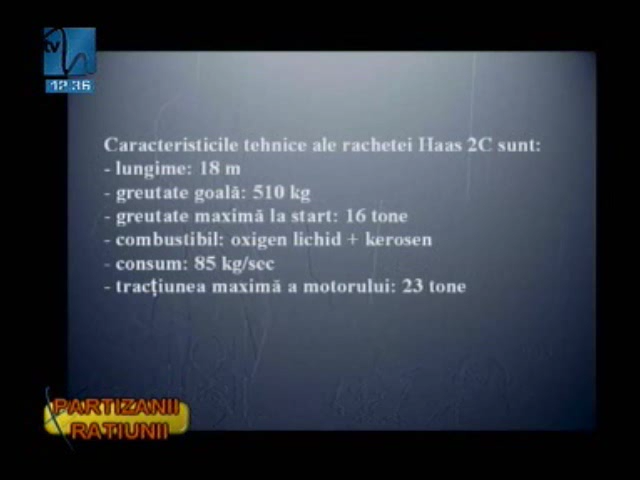 tv
12:36
Caracteristicile tehnice ale rachetei Haas 2C sunt:
- lungime: 18 m
- greutate goală: 510 kg
- greutate maximă la start: 16 tone
- combustibil: oxigen lichid + kerosen
- consum: 85 kg/sec
- tracțiunea maximă a motorului: 23 tone
PARTIZANII
RATIUNII